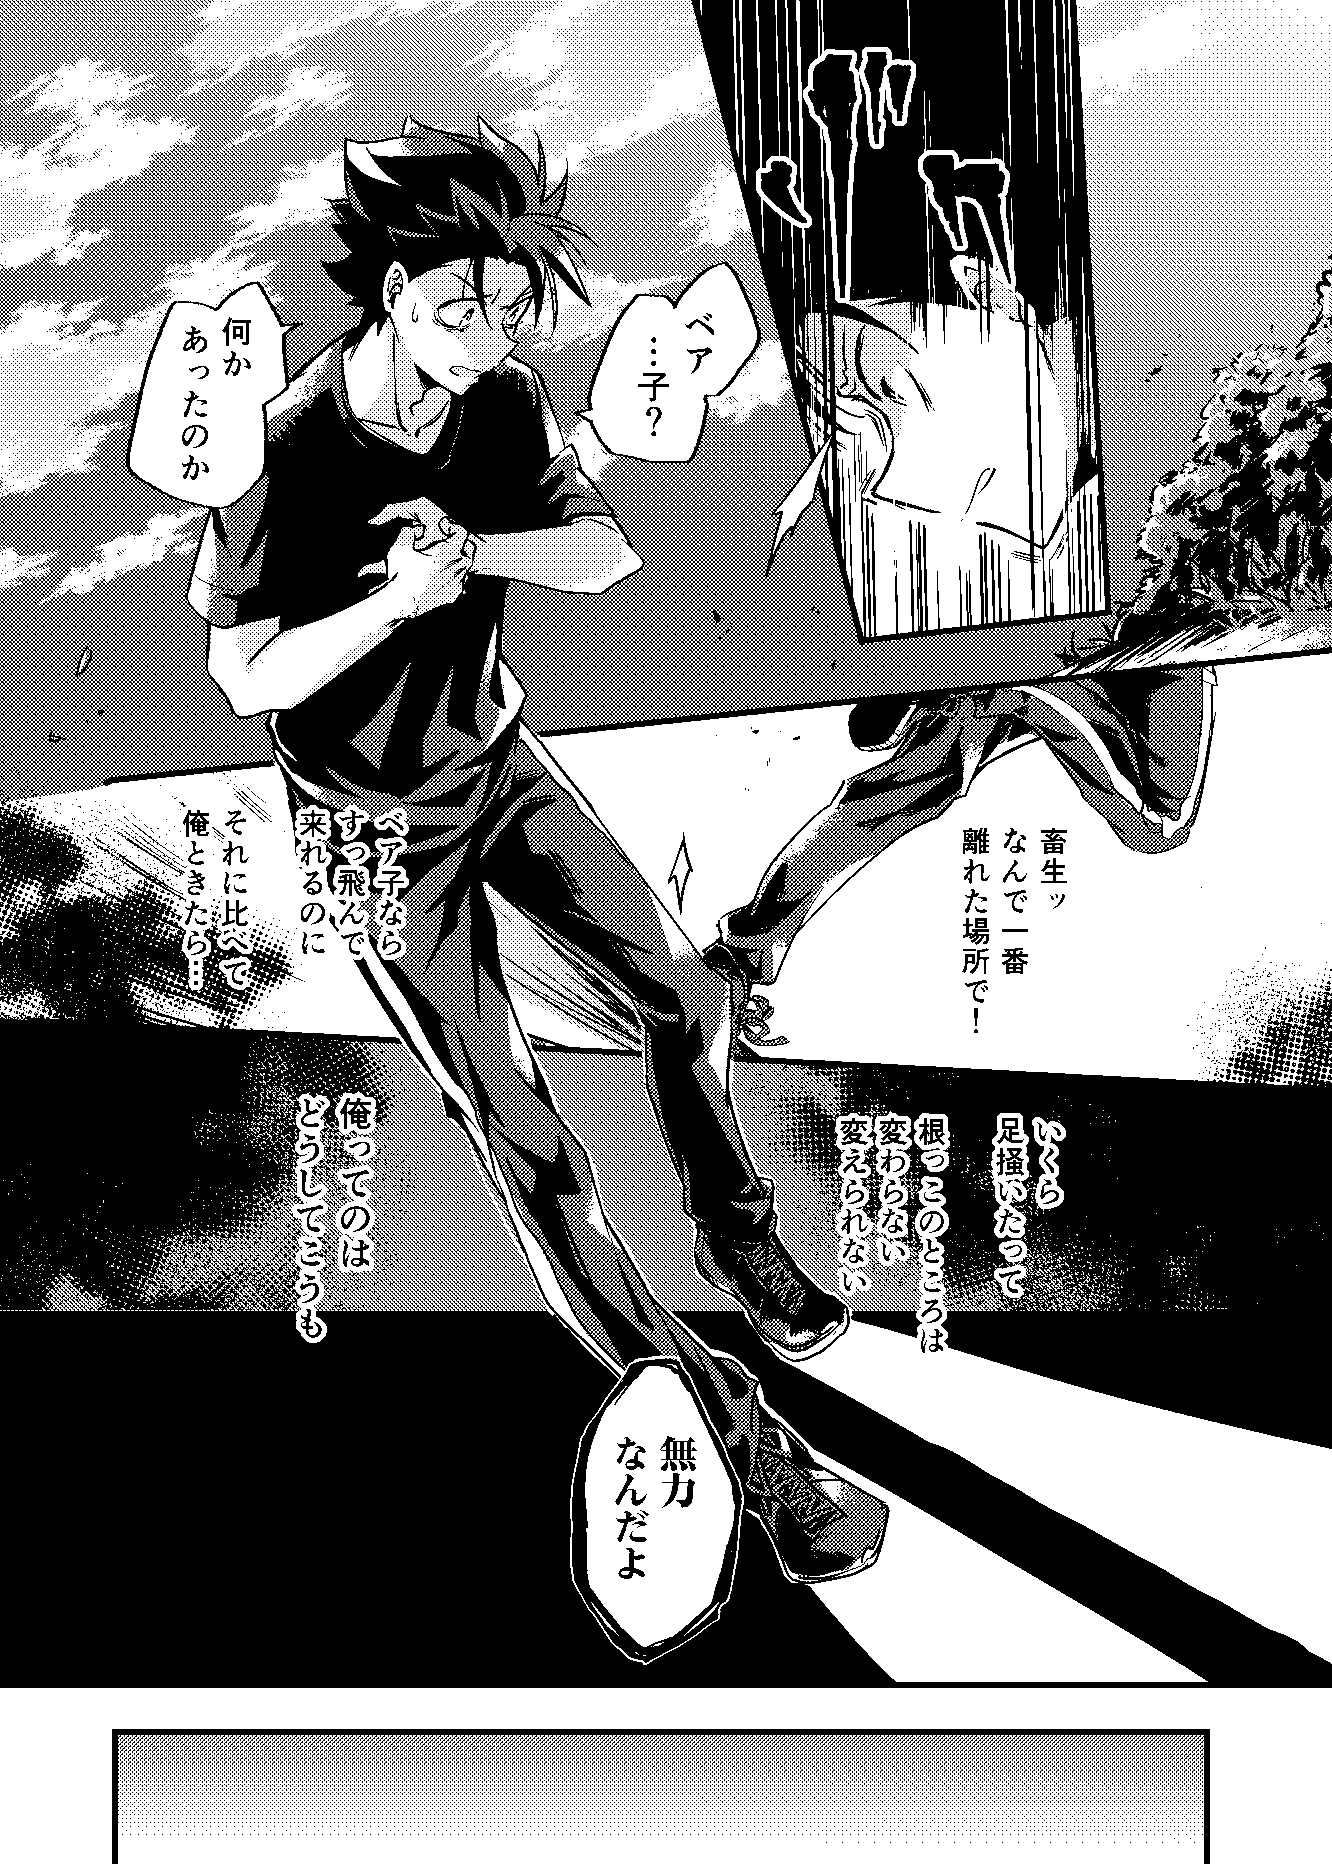 ベア
…子?
何か
あったのか
畜生ッ
なんで一番
離れた場所で!
ベア子なら
すっ飛んで
来れるのに
それに比べて
俺ときたら…
いくら
足掻いたって
根っこのところは
変わらない
変えられない
俺ってのは
どうしてこうも
無力
なんだよ